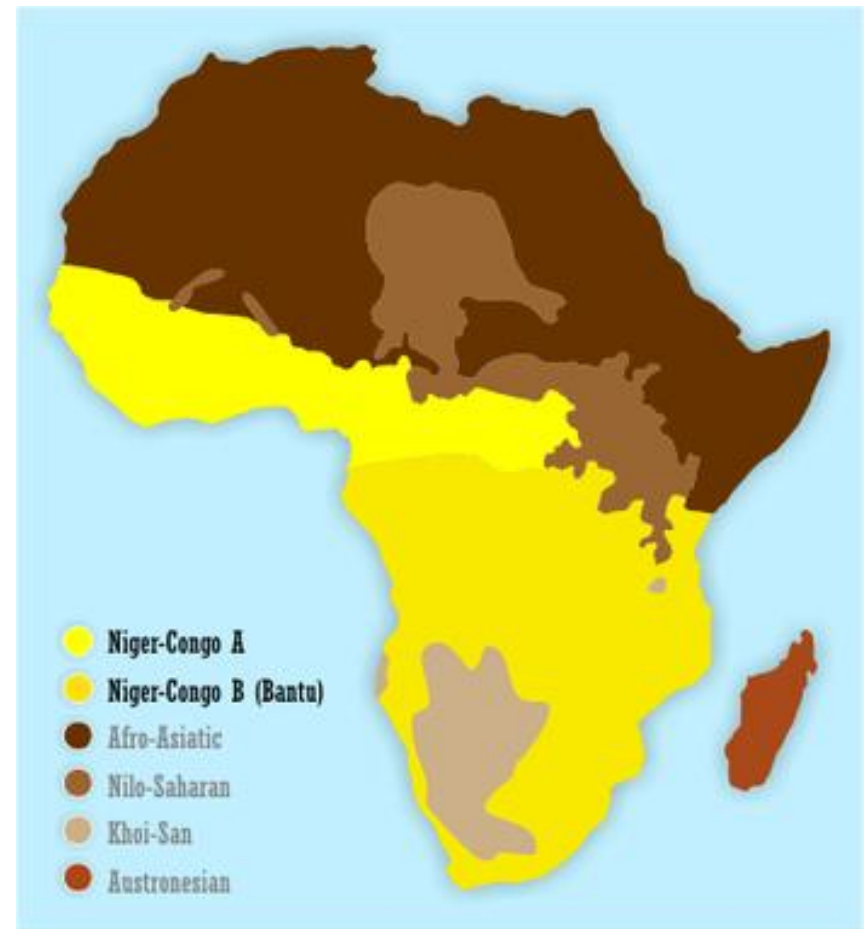 Niger-Congo A
Niger-Congo B (Bantu)
Afro-Asiatic
Nilo-Saharan
Khoi-San
Austronesian